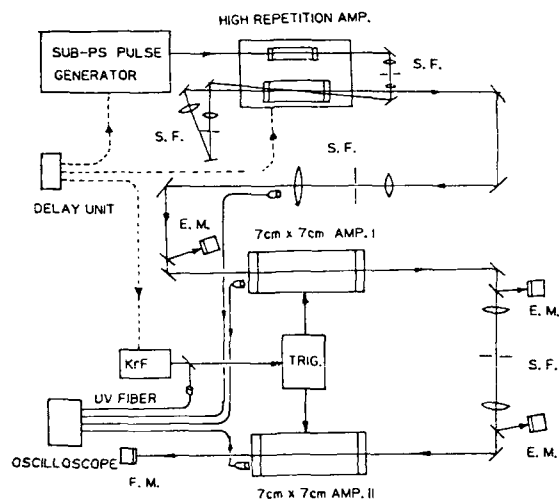 HIGH REPETITION AMP.
SUB-PS PULSE
GENERATOR
S. F.
S. F.
S. F.
DELAY UNIT
E. M.
7cm x 7cm AMP. I
E. M.
KrF
TRIG.
S. F.
UV FIBER
OSCILLOSCOPE
E. M.
F. M.
7cm x 7cm AMP. II